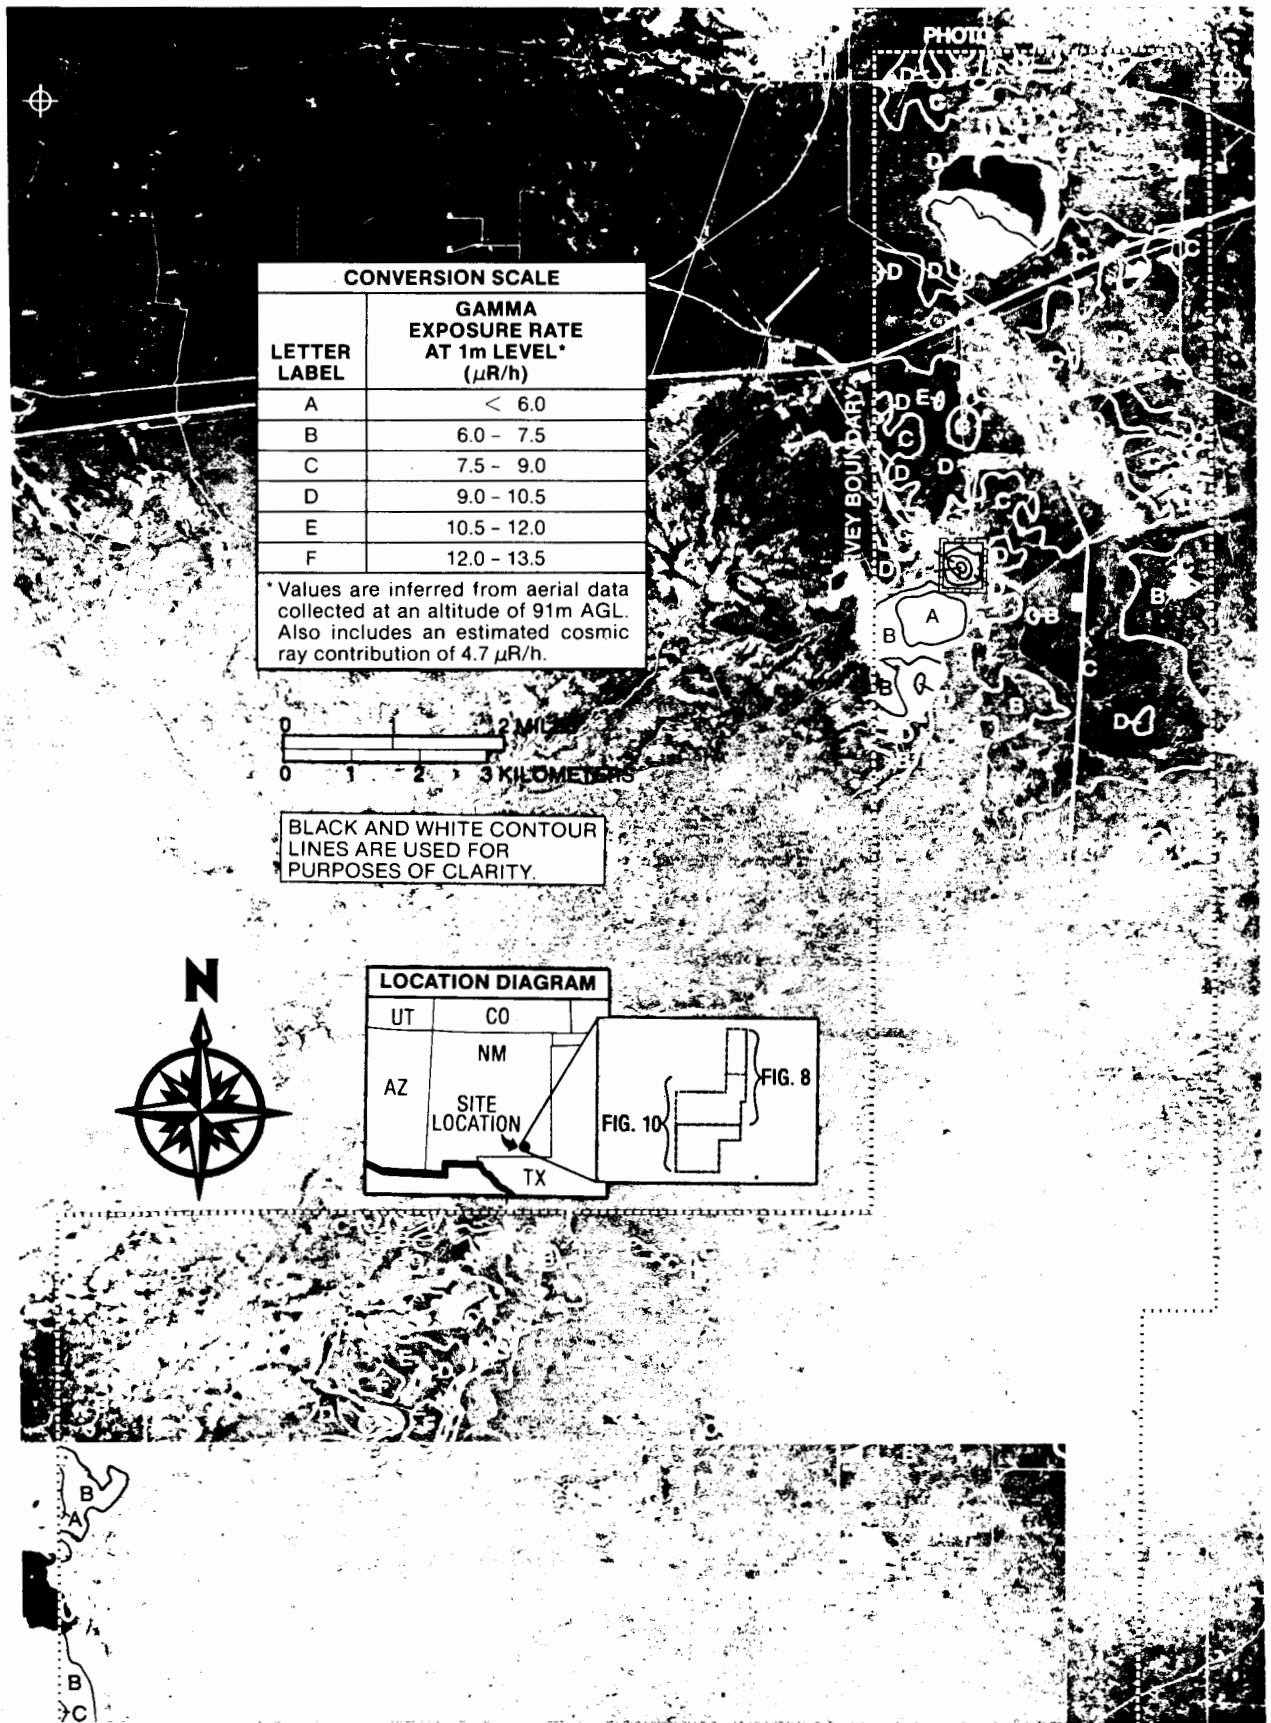 PHOTO
CONVERSION SCALE
LETTER LABEL
GAMMA EXPOSURE RATE AT 1m LEVEL* (μR/h)
A < 6.0
B 6.0 – 7.5
C 7.5 – 9.0
D 9.0 – 10.5
E 10.5 – 12.0
F 12.0 – 13.5
* Values are inferred from aerial data
collected at an altitude of 91m AGL.
Also includes an estimated cosmic
ray contribution of 4.7 μR/h.
VEY BOUNDARY
D
C
D
D
D
C
C
D
E
C
D
D
C
D
D
B
A
B
B
B
C
B
D
0 1 2 MILES
0 1 2 3 KILOMETERS
BLACK AND WHITE CONTOUR
LINES ARE USED FOR
PURPOSES OF CLARITY.
N
LOCATION DIAGRAM
UT CO
NM
AZ
SITE
LOCATION
TX
FIG. 8
FIG. 10
C
B
E
D
D
F
B
A
B
C